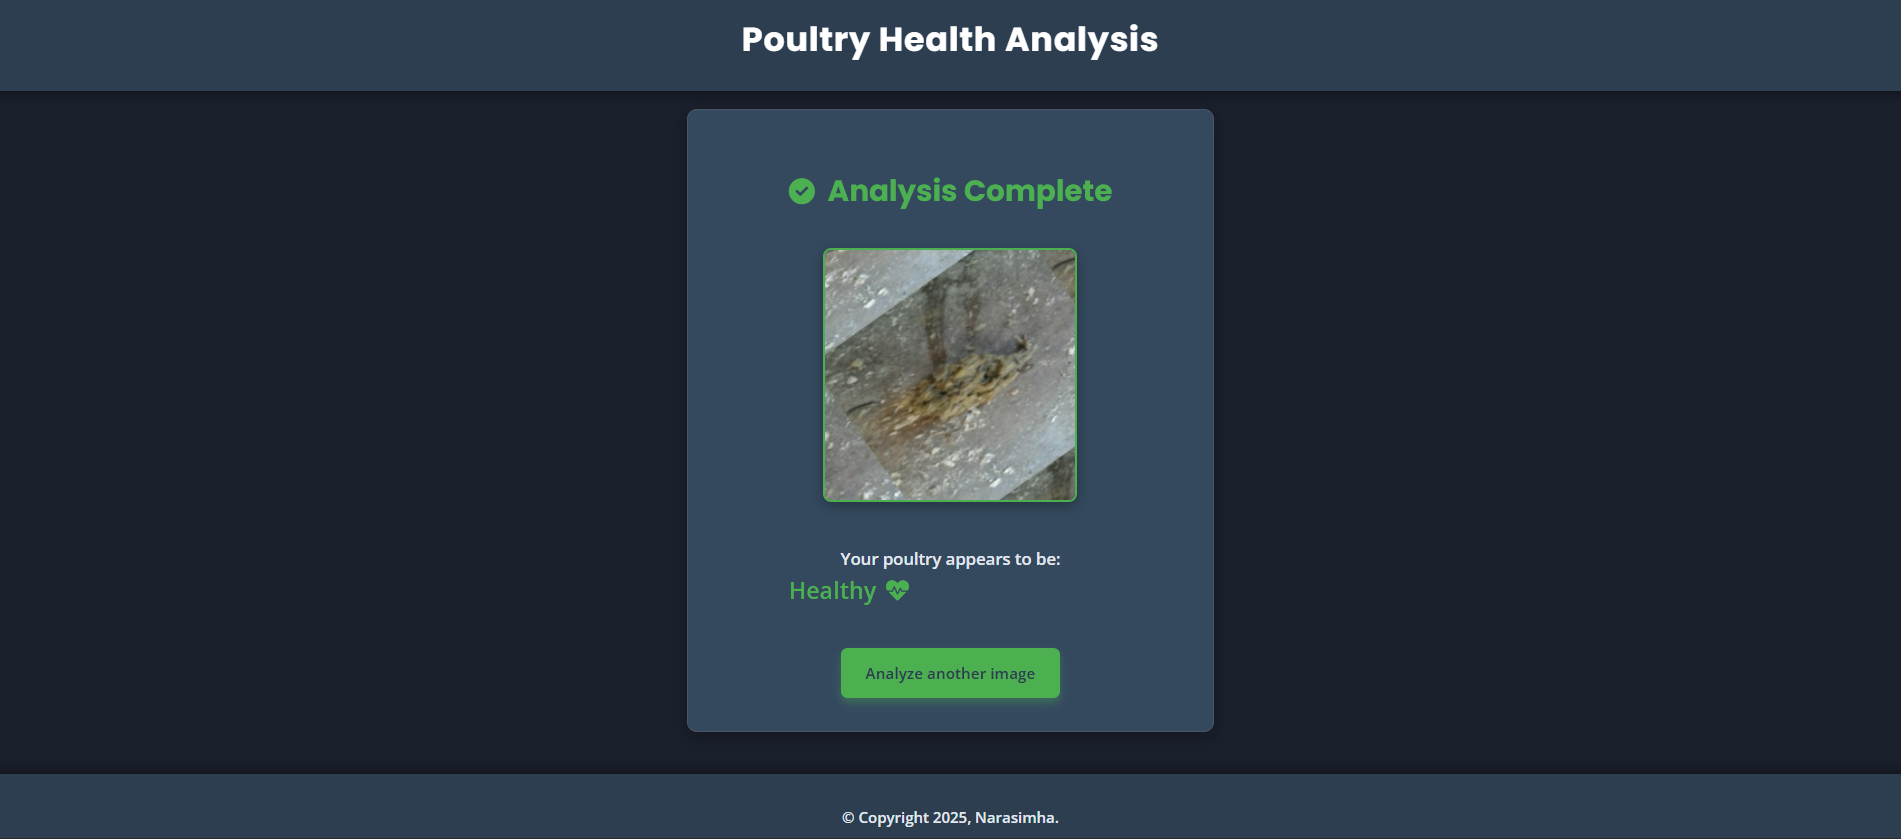 Poultry Health Analysis
Analysis Complete
Your poultry appears to be:
Healthy
Analyze another image
© Copyright 2025, Narasimha.